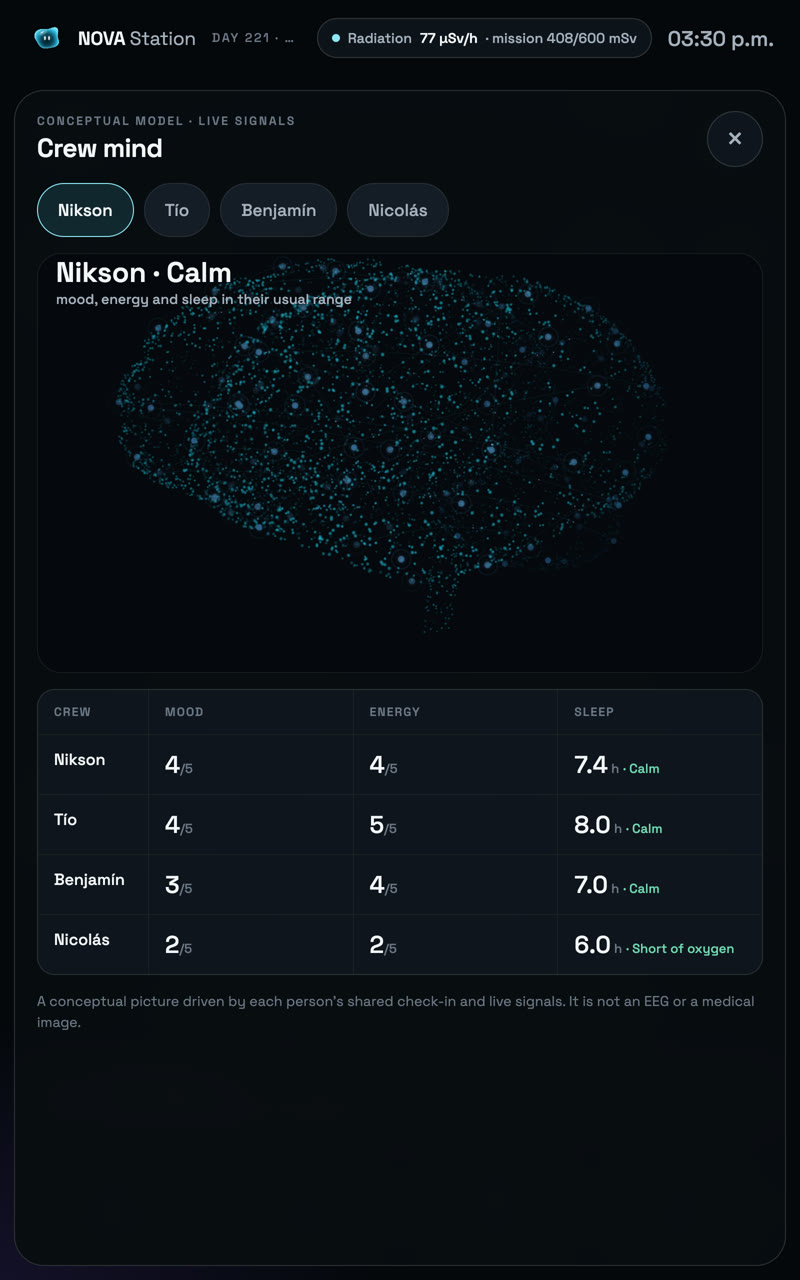 NOVA Station DAY 221 · … Radiation 77 µSv/h · mission 408/600 mSv 03:30 p.m.
CONCEPTUAL MODEL · LIVE SIGNALS
Crew mind
✕
Nikson Tío Benjamín Nicolás
Nikson · Calm
mood, energy and sleep in their usual range
CREW MOOD ENERGY SLEEP
Nikson 4/5 4/5 7.4 h · Calm
Tío 4/5 5/5 8.0 h · Calm
Benjamín 3/5 4/5 7.0 h · Calm
Nicolás 2/5 2/5 6.0 h · Short of oxygen
A conceptual picture driven by each person's shared check-in and live signals. It is not an EEG or a medical
image.